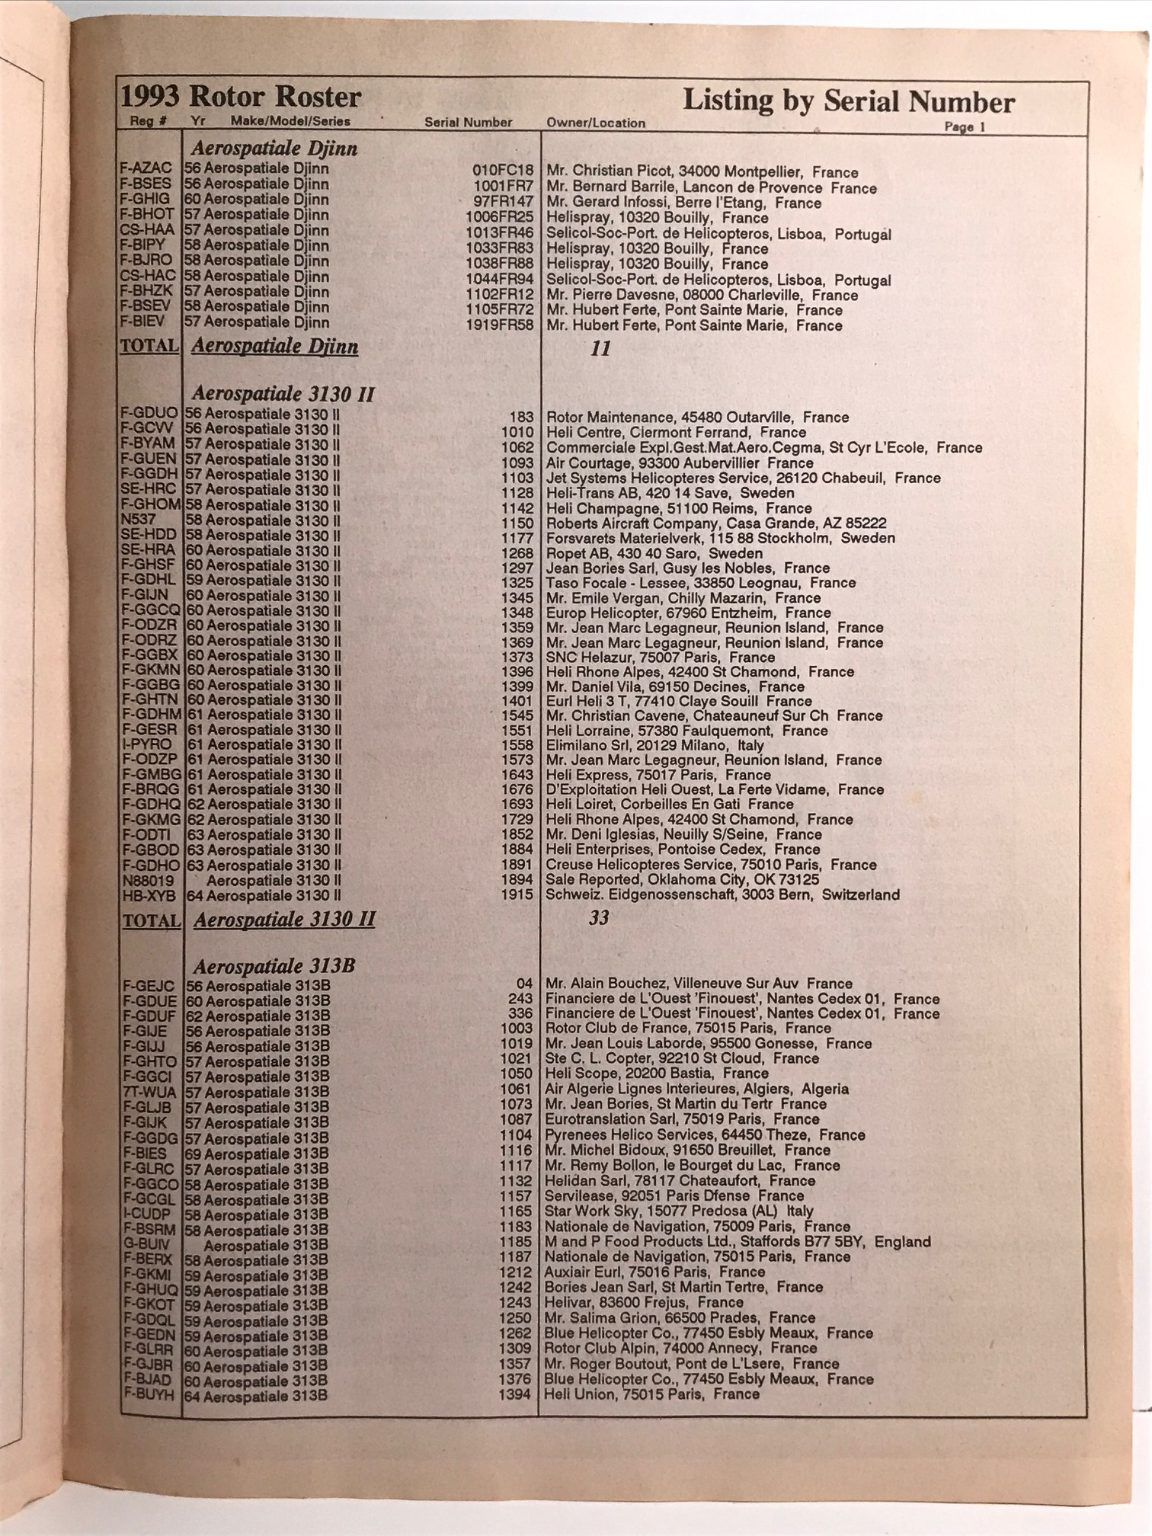 1993 Rotor Roster Listing by Serial Number
Reg # Yr Make/Model/Series Serial Number Owner/Location Page 1
Aerospatiale Djinn
F-AZAC 56 Aerospatiale Djinn 010FC18 Mr. Christian Picot, 34000 Montpellier, France
F-BSES 56 Aerospatiale Djinn 1001FR7 Mr. Bernard Barrile, Lancon de Provence France
F-GHIG 60 Aerospatiale Djinn 97FR147 Mr. Gerard Infossi, Berre l'Etang, France
F-BHOT 57 Aerospatiale Djinn 1006FR25 Helispray, 10320 Bouilly, France
CS-HAA 57 Aerospatiale Djinn 1013FR46 Selicol-Soc-Port. de Helicopteros, Lisboa, Portugal
F-BIPY 58 Aerospatiale Djinn 1033FR83 Helispray, 10320 Bouilly, France
F-BJRO 58 Aerospatiale Djinn 1038FR88 Helispray, 10320 Bouilly, France
CS-HAC 58 Aerospatiale Djinn 1044FR94 Selicol-Soc-Port. de Helicopteros, Lisboa, Portugal
F-BHZK 57 Aerospatiale Djinn 1102FR12 Mr. Pierre Davesne, 08000 Charleville, France
F-BSEV 58 Aerospatiale Djinn 1105FR72 Mr. Hubert Ferte, Pont Sainte Marie, France
F-BIEV 57 Aerospatiale Djinn 1919FR58 Mr. Hubert Ferte, Pont Sainte Marie, France
TOTAL Aerospatiale Djinn 11
Aerospatiale 3130 II
F-GDUO 56 Aerospatiale 3130 II 183 Rotor Maintenance, 45480 Outarville, France
F-GCVV 56 Aerospatiale 3130 II 1010 Heli Centre, Clermont Ferrand, France
F-BYAM 57 Aerospatiale 3130 II 1062 Commerciale Expl.Gest.Mat.Aero.Cegma, St Cyr L'Ecole, France
F-GUEN 57 Aerospatiale 3130 II 1093 Air Courtage, 93300 Aubervillier France
F-GGDH 57 Aerospatiale 3130 II 1103 Jet Systems Helicopteres Service, 26120 Chabeuil, France
SE-HRC 57 Aerospatiale 3130 II 1128 Heli-Trans AB, 420 14 Save, Sweden
F-GHOM 58 Aerospatiale 3130 II 1142 Heli Champagne, 51100 Reims, France
N537 58 Aerospatiale 3130 II 1150 Roberts Aircraft Company, Casa Grande, AZ 85222
SE-HDD 58 Aerospatiale 3130 II 1177 Forsvarets Materielverk, 115 88 Stockholm, Sweden
SE-HRA 60 Aerospatiale 3130 II 1268 Ropet AB, 430 40 Saro, Sweden
F-GHSF 60 Aerospatiale 3130 II 1297 Jean Bories Sarl, Gusy les Nobles, France
F-GDHL 59 Aerospatiale 3130 II 1325 Taso Focale - Lessee, 33850 Leognau, France
F-GIJN 60 Aerospatiale 3130 II 1345 Mr. Emile Vergan, Chilly Mazarin, France
F-GGCQ 60 Aerospatiale 3130 II 1348 Europ Helicopter, 67960 Entzheim, France
F-ODZR 60 Aerospatiale 3130 II 1359 Mr. Jean Marc Legagneur, Reunion Island, France
F-ODRZ 60 Aerospatiale 3130 II 1369 Mr. Jean Marc Legagneur, Reunion Island, France
F-GGBX 60 Aerospatiale 3130 II 1373 SNC Helazur, 75007 Paris, France
F-GKMN 60 Aerospatiale 3130 II 1396 Heli Rhone Alpes, 42400 St Chamond, France
F-GGBG 60 Aerospatiale 3130 II 1399 Mr. Daniel Vila, 69150 Decines, France
F-GHTN 60 Aerospatiale 3130 II 1401 Eurl Heli 3 T, 77410 Claye Souill France
F-GDHM 61 Aerospatiale 3130 II 1545 Mr. Christian Cavene, Chateauneuf Sur Ch France
F-GESR 61 Aerospatiale 3130 II 1551 Heli Lorraine, 57380 Faulquemont, France
I-PYRO 61 Aerospatiale 3130 II 1558 Elimilano Srl, 20129 Milano, Italy
F-ODZP 61 Aerospatiale 3130 II 1573 Mr. Jean Marc Legagneur, Reunion Island, France
F-GMBG 61 Aerospatiale 3130 II 1643 Heli Express, 75017 Paris, France
F-BRQG 61 Aerospatiale 3130 II 1676 D'Exploitation Heli Ouest, La Ferte Vidame, France
F-GDHQ 62 Aerospatiale 3130 II 1693 Heli Loiret, Corbeilles En Gati France
F-GKMG 62 Aerospatiale 3130 II 1729 Heli Rhone Alpes, 42400 St Chamond, France
F-ODTI 63 Aerospatiale 3130 II 1852 Mr. Deni Iglesias, Neuilly S/Seine, France
F-GBOD 63 Aerospatiale 3130 II 1884 Heli Enterprises, Pontoise Cedex, France
F-GDHO 63 Aerospatiale 3130 II 1891 Creuse Helicopteres Service, 75010 Paris, France
N88019 Aerospatiale 3130 II 1894 Sale Reported, Oklahoma City, OK 73125
HB-XYB 64 Aerospatiale 3130 II 1915 Schweiz. Eidgenossenschaft, 3003 Bern, Switzerland
TOTAL Aerospatiale 3130 II 33
Aerospatiale 313B
F-GEJC 56 Aerospatiale 313B 04 Mr. Alain Bouchez, Villeneuve Sur Auv France
F-GDUE 60 Aerospatiale 313B 243 Financiere de L'Ouest 'Finouest', Nantes Cedex 01, France
F-GDUF 62 Aerospatiale 313B 336 Financiere de L'Ouest 'Finouest', Nantes Cedex 01, France
F-GIJE 56 Aerospatiale 313B 1003 Rotor Club de France, 75015 Paris, France
F-GIJJ 56 Aerospatiale 313B 1019 Mr. Jean Louis Laborde, 95500 Gonesse, France
F-GHTO 57 Aerospatiale 313B 1021 Ste C. L. Copter, 92210 St Cloud, France
F-GGCI 57 Aerospatiale 313B 1050 Heli Scope, 20200 Bastia, France
7T-WUA 57 Aerospatiale 313B 1061 Air Algerie Lignes Interieures, Algiers, Algeria
F-GLJB 57 Aerospatiale 313B 1073 Mr. Jean Bories, St Martin du Tertr France
F-GIJK 57 Aerospatiale 313B 1087 Eurotranslation Sarl, 75019 Paris, France
F-GGDG 57 Aerospatiale 313B 1104 Pyrenees Helico Services, 64450 Theze, France
F-BIES 69 Aerospatiale 313B 1116 Mr. Michel Bidoux, 91650 Breuillet, France
F-GLRC 57 Aerospatiale 313B 1117 Mr. Remy Bollon, le Bourget du Lac, France
F-GGCO 58 Aerospatiale 313B 1132 Helidan Sarl, 78117 Chateaufort, France
F-GCGL 58 Aerospatiale 313B 1157 Servilease, 92051 Paris Dfense France
I-CUDP 58 Aerospatiale 313B 1165 Star Work Sky, 15077 Predosa (AL) Italy
F-BSRM 58 Aerospatiale 313B 1183 Nationale de Navigation, 75009 Paris, France
G-BUIV Aerospatiale 313B 1185 M and P Food Products Ltd., Staffords B77 5BY, England
F-BERX 58 Aerospatiale 313B 1187 Nationale de Navigation, 75015 Paris, France
F-GKMI 59 Aerospatiale 313B 1212 Auxiair Eurl, 75016 Paris, France
F-GHUQ 59 Aerospatiale 313B 1242 Bories Jean Sarl, St Martin Tertre, France
F-GKOT 59 Aerospatiale 313B 1243 Helivar, 83600 Frejus, France
F-GDQL 59 Aerospatiale 313B 1250 Mr. Salima Grion, 66500 Prades, France
F-GEDN 59 Aerospatiale 313B 1262 Blue Helicopter Co., 77450 Esbly Meaux, France
F-GLRR 60 Aerospatiale 313B 1309 Rotor Club Alpin, 74000 Annecy, France
F-GJBR 60 Aerospatiale 313B 1357 Mr. Roger Boutout, Pont de L'Lsere, France
F-BJAD 60 Aerospatiale 313B 1376 Blue Helicopter Co., 77450 Esbly Meaux, France
F-BUYH 64 Aerospatiale 313B 1394 Heli Union, 75015 Paris, France